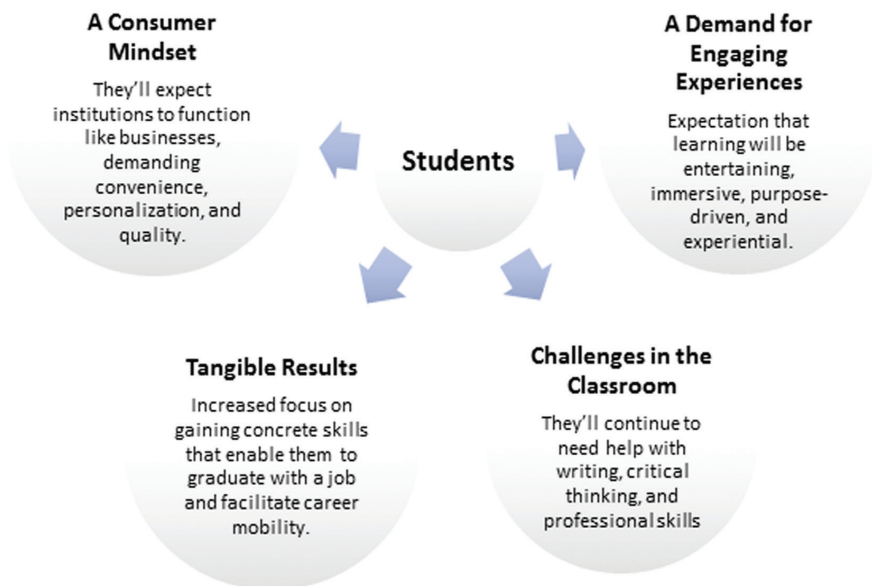 A Consumer
Mindset
They'll expect
institutions to function
like businesses,
demanding
convenience,
personalization, and
quality.
Students
A Demand for
Engaging
Experiences
Expectation that
learning will be
entertaining,
immersive, purpose-
driven, and
experiential.
Tangible Results
Increased focus on
gaining concrete skills
that enable them to
graduate with a job
and facilitate career
mobility.
Challenges in the
Classroom
They'll continue to
need help with
writing, critical
thinking, and
professional skills